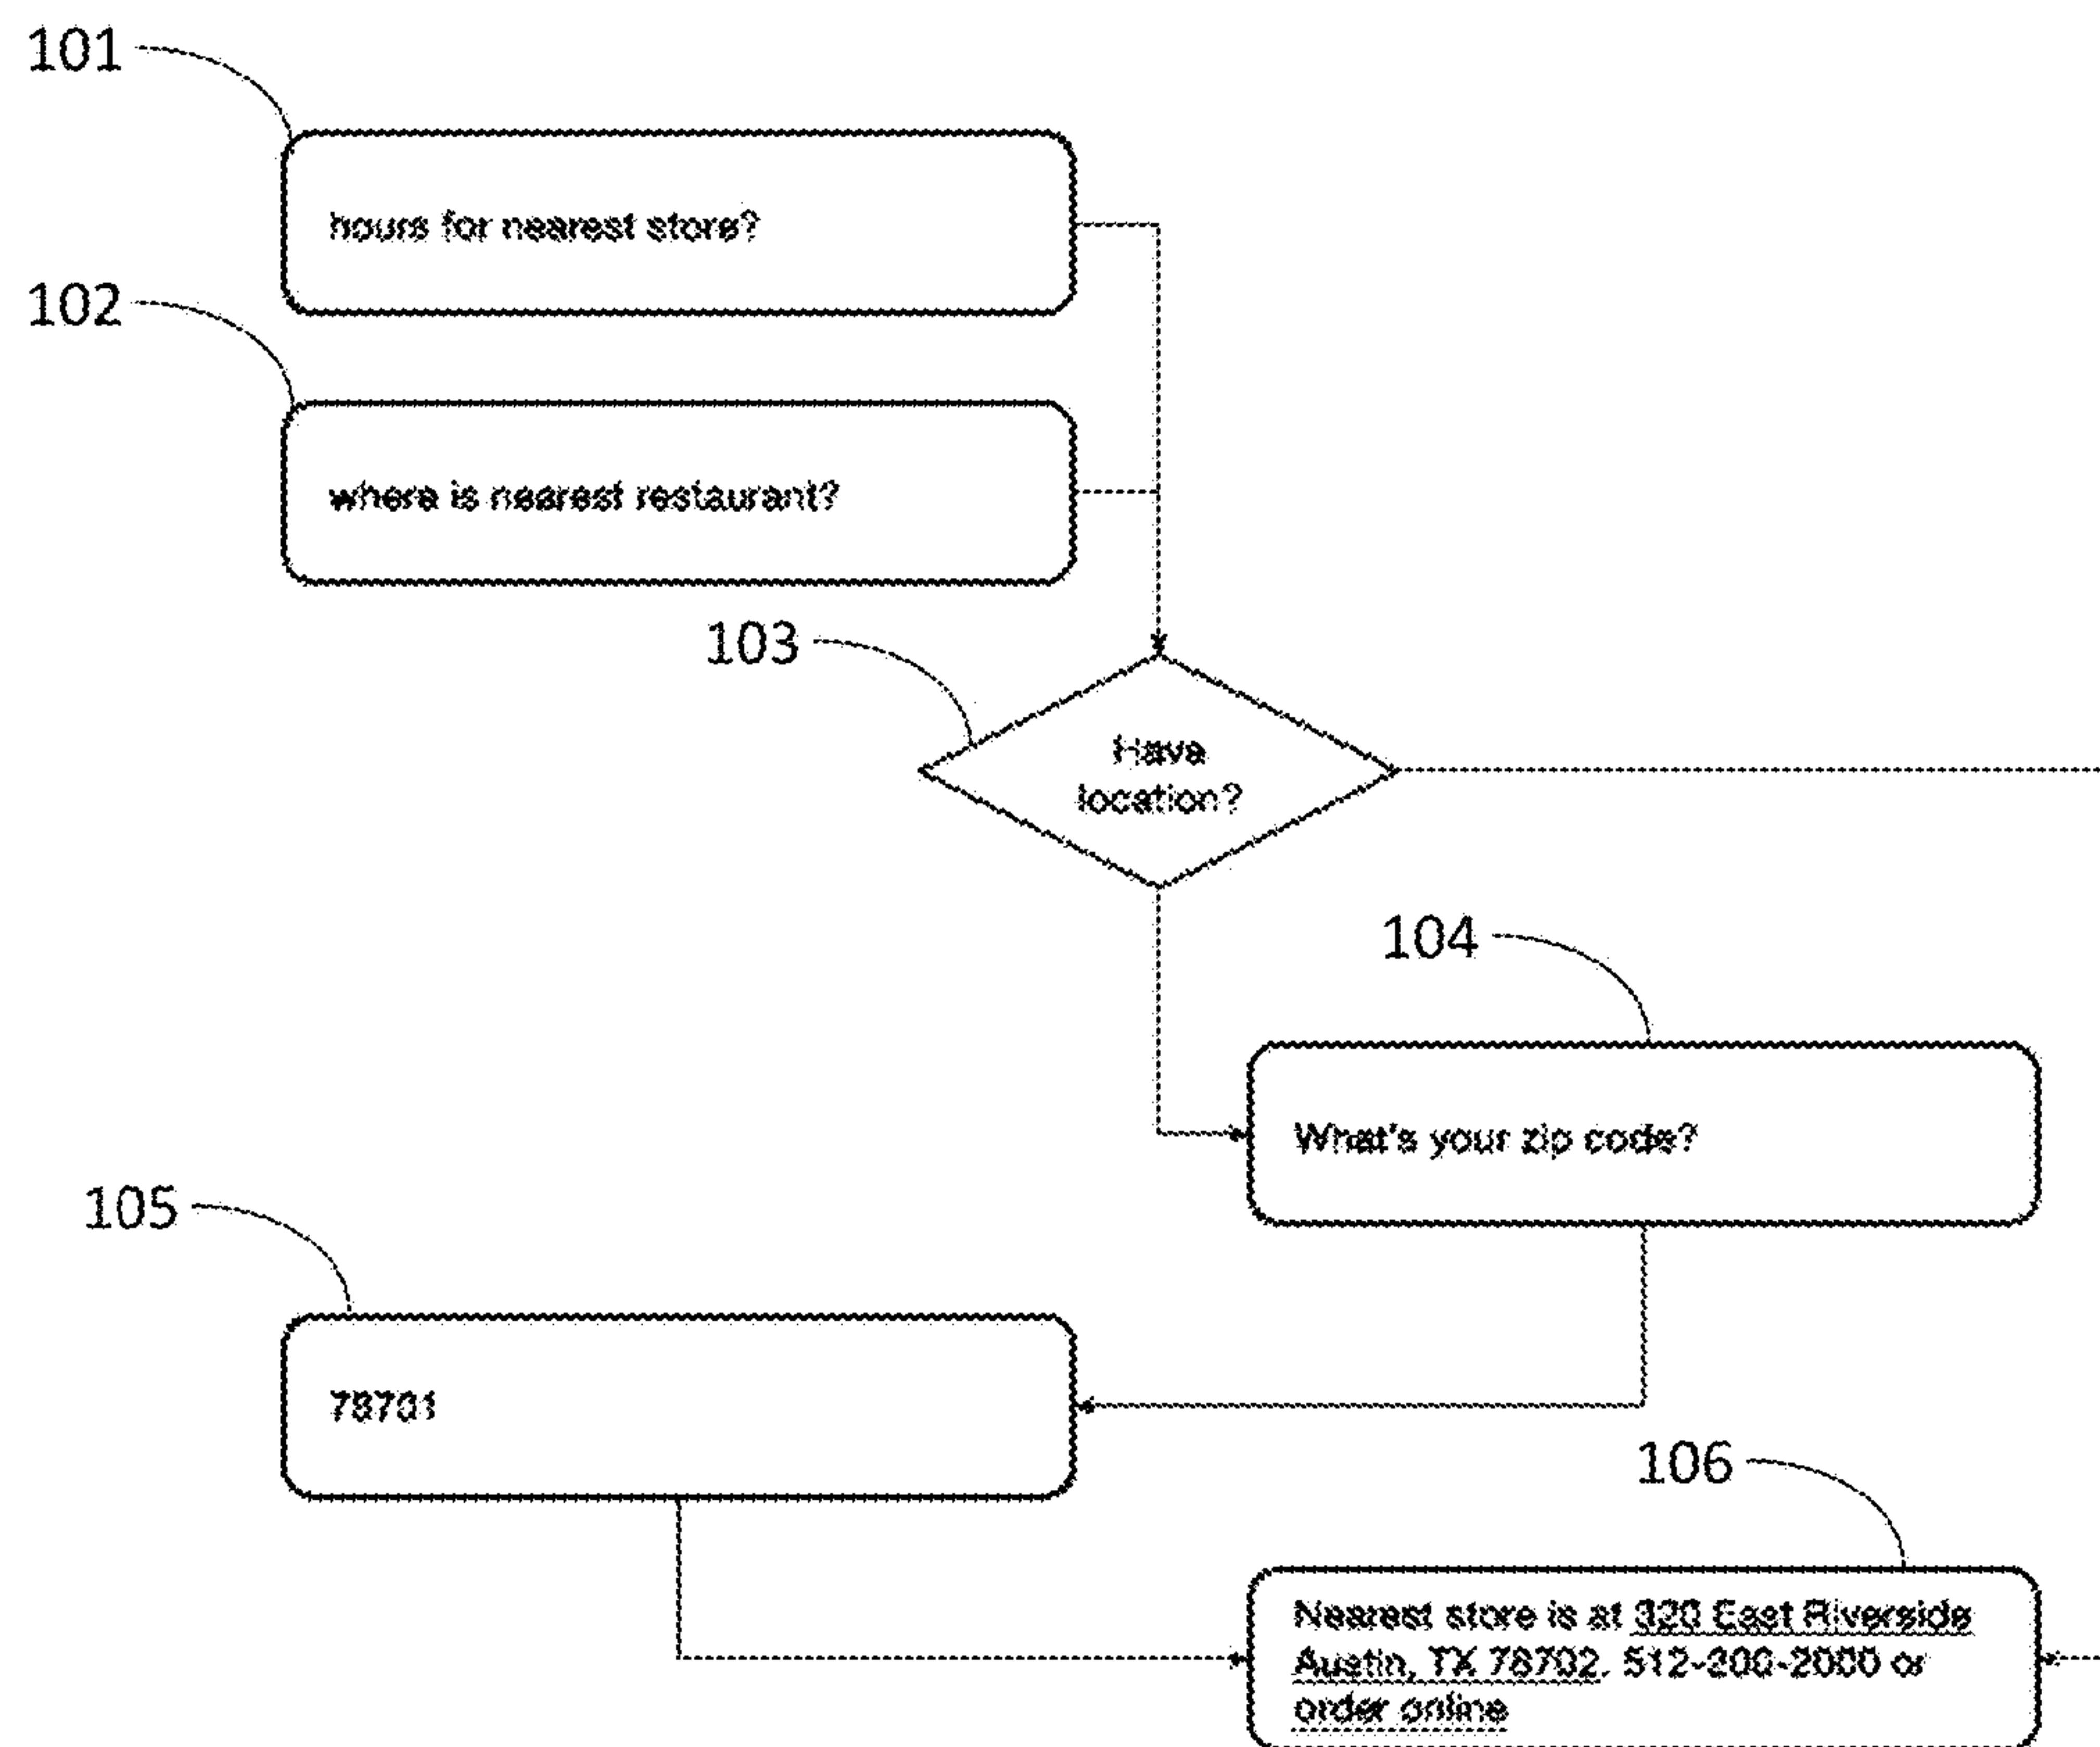 101
hours for nearest store?
102
where is nearest restaurant?
103
Have
location?
104
What's your zip code?
105
78701
106
Nearest store is at 320 East Riverside
Austin, TX 78702, 512-200-2000 or
order online